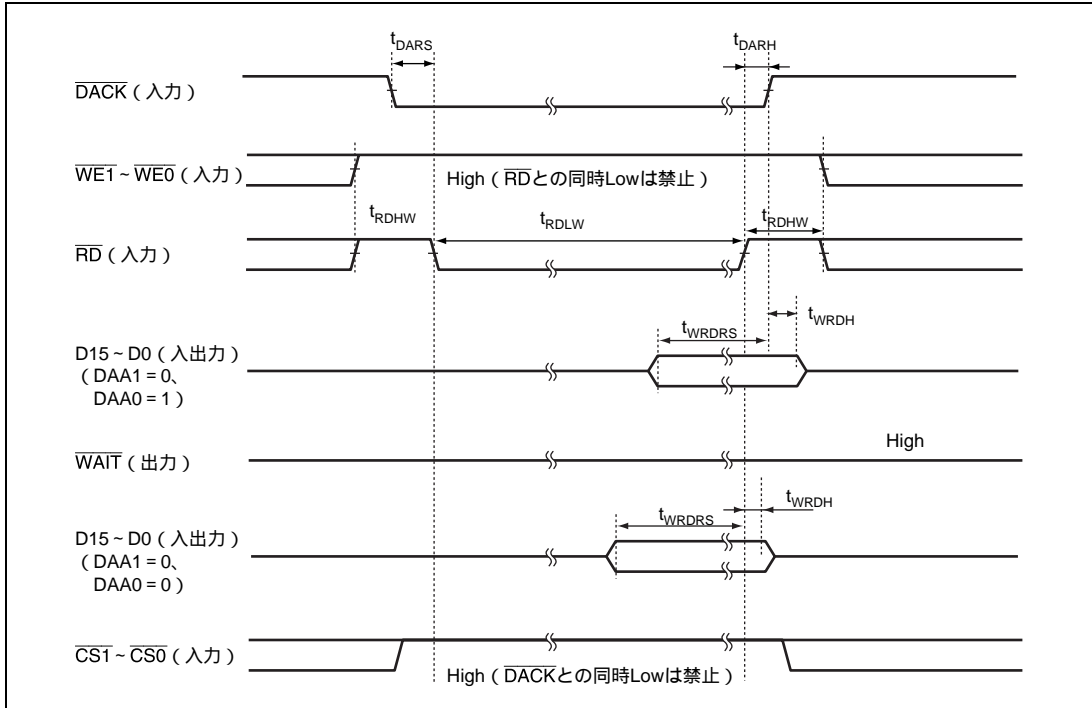 tDARS
tDARH
DACK（入力）
WE1~WE0（入力）
High（RDとの同時Lowは禁止）
tRDHW
tRDLW
tRDHW
RD（入力）
tWRDH
tWRDRS
D15~D0（入出力）
（DAA1 = 0、
DAA0 = 1）
High
WAIT（出力）
tWRDH
tWRDRS
D15~D0（入出力）
（DAA1 = 0、
DAA0 = 0）
CS1~CS0（入力）
High（DACKとの同時Lowは禁止）